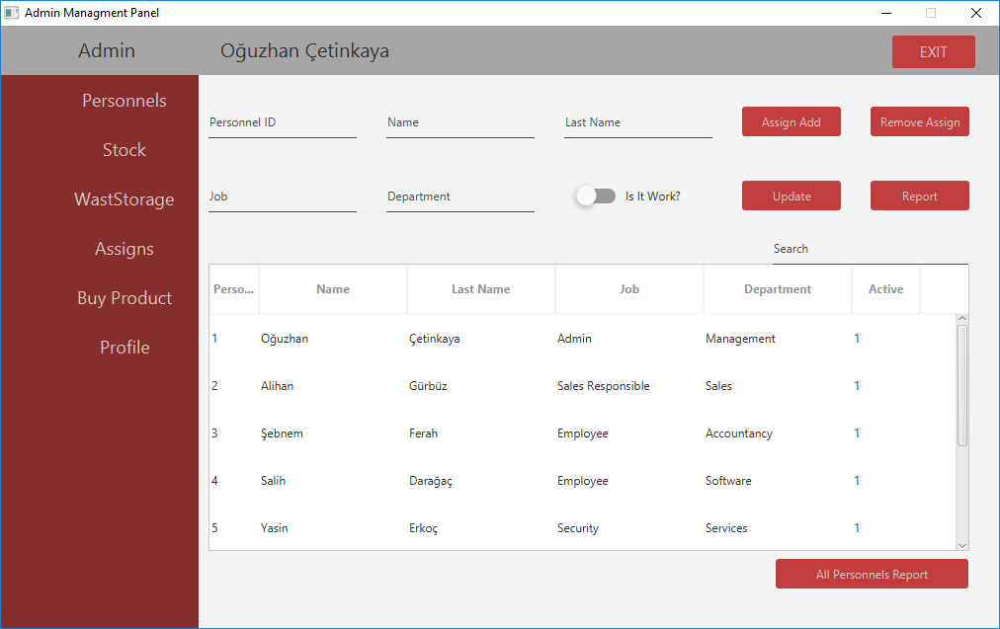 Admin Managment Panel
Admin Oğuzhan Çetinkaya EXIT
Personnels
Stock
WastStorage
Assigns
Buy Product
Profile
Personnel ID Name Last Name Assign Add Remove Assign
Job Department Is It Work? Update Report
Search
Perso... Name Last Name Job Department Active
1 Oğuzhan Çetinkaya Admin Management 1
2 Alihan Gürbüz Sales Responsible Sales 1
3 Şebnem Ferah Employee Accountancy 1
4 Salih Darağaç Employee Software 1
5 Yasin Erkoç Security Services 1
All Personnels Report